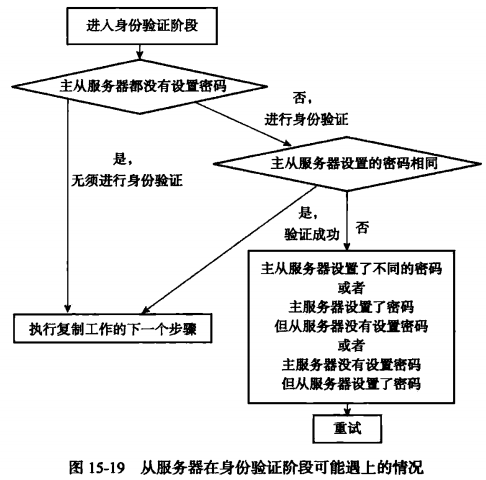 进入身份验证阶段
主从服务器都没有设置密码
否，
进行身份验证
是，
无须进行身份验证
主从服务器设置的密码相同
是，
验证成功
否
主从服务器设置了不同的密码
或者
主服务器设置了密码
但从服务器没有设置密码
或者
主服务器没有设置密码
但从服务器设置了密码
执行复制工作的下一个步骤
重试
图 15-19 从服务器在身份验证阶段可能遇上的情况